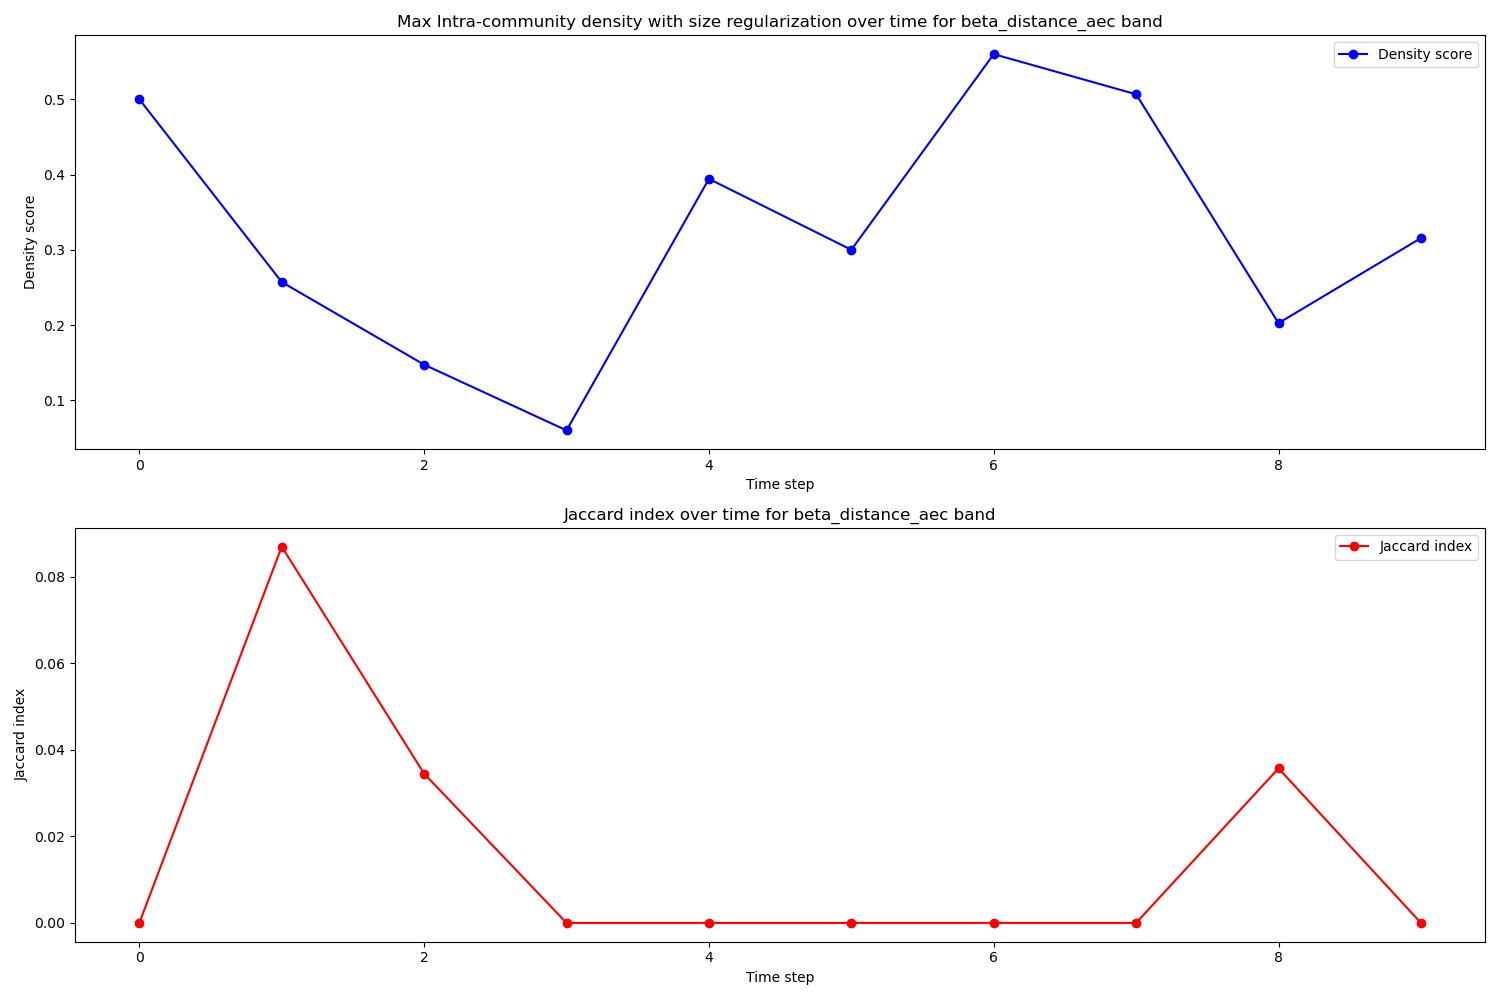 Max Intra-community density with size regularization over time for beta_distance_aec band
Density score
0.5
0.4
0.3
0.2
0.1
Density score
0 2 4 6 8
Time step
Jaccard index over time for beta_distance_aec band
Jaccard index
0.08
0.06
0.04
0.02
0.00
Jaccard index
0 2 4 6 8
Time step